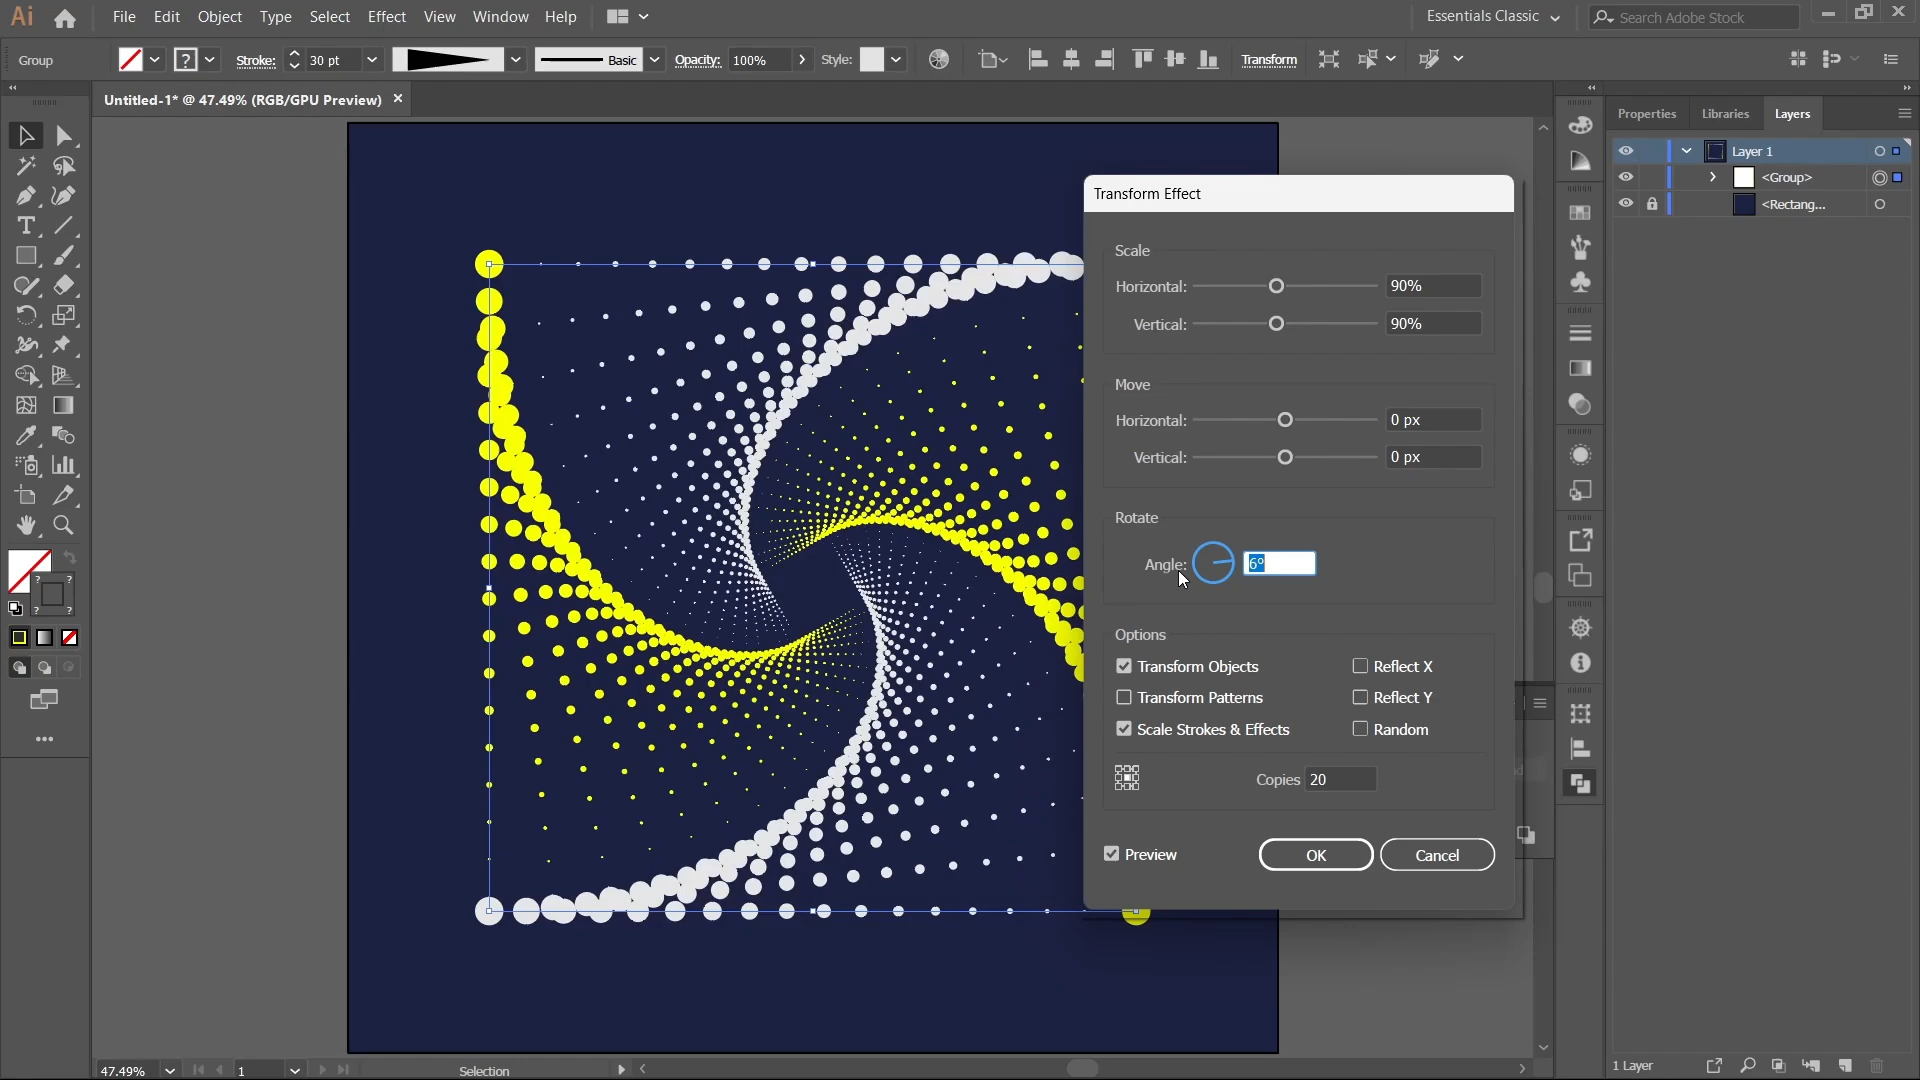 Ai File Edit Object Type Select Effect View Window Help Essentials Classic Search Adobe Stock
Group Stroke: 30 pt Basic Opacity: 100% Style: Transform
Untitled-1* @ 47.49% (RGB/GPU Preview)
Properties Libraries Layers
Layer 1
<Group>
<Rectang...
Transform Effect
Scale
Horizontal: 90%
Vertical: 90%
Move
Horizontal: 0 px
Vertical: 0 px
Rotate
Angle: 6°
Options
Transform Objects Reflect X
Transform Patterns Reflect Y
Scale Strokes & Effects Random
Copies 20
Preview OK Cancel
47.49% 1 Selection
1 Layer